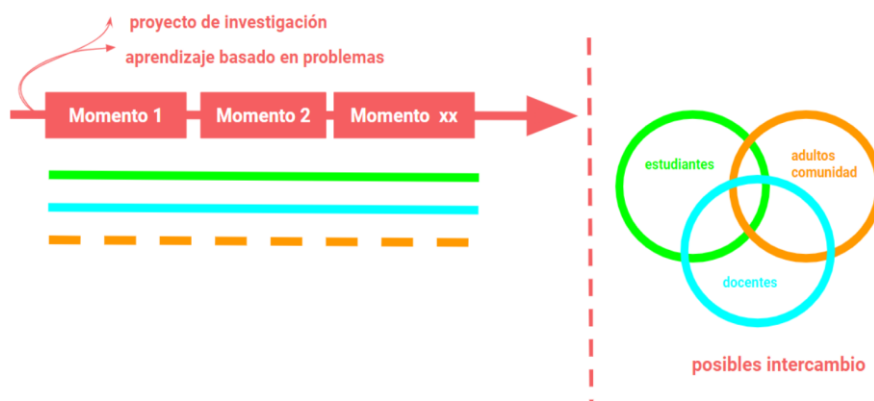 proyecto de investigación
aprendizaje basado en problemas
Momento 1
Momento 2
Momento xx
estudiantes
adultos
comunidad
docentes
posibles intercambio